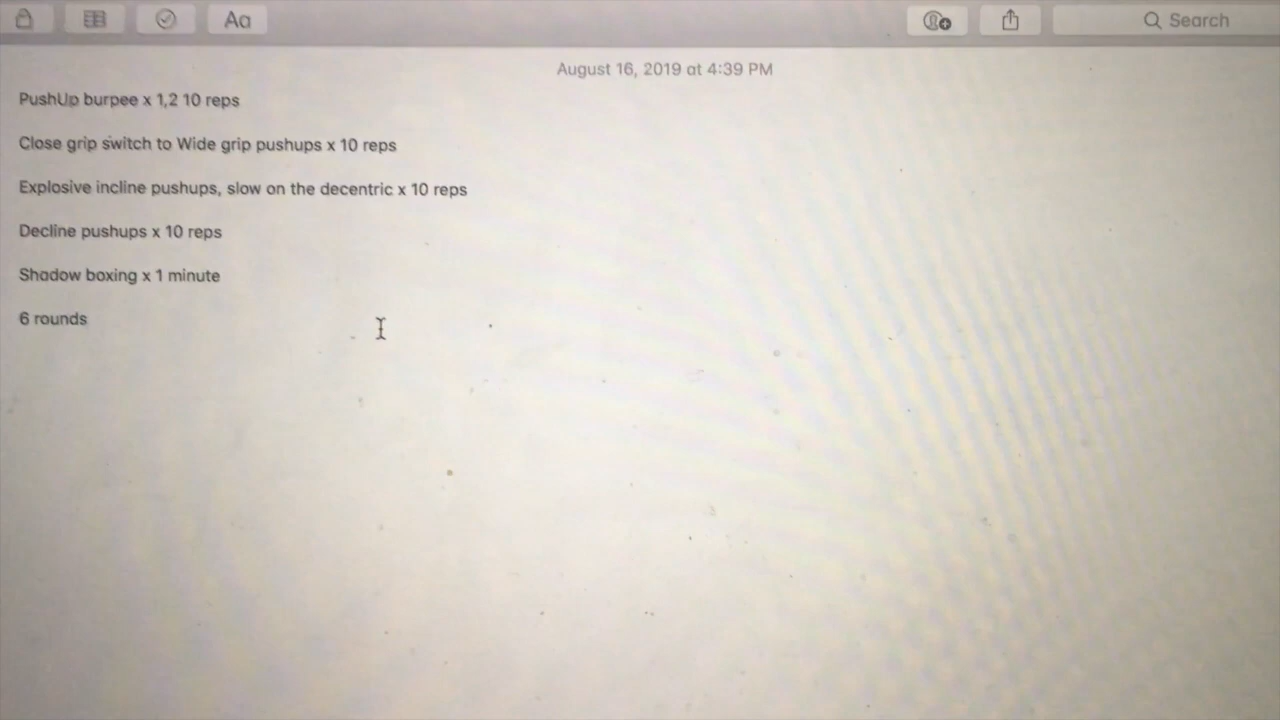 Aa
Search
August 16, 2019 at 4:39 PM
PushUp burpee x 1,2 10 reps
Close grip switch to Wide grip pushups x 10 reps
Explosive incline pushups, slow on the decentric x 10 reps
Decline pushups x 10 reps
Shadow boxing x 1 minute
6 rounds